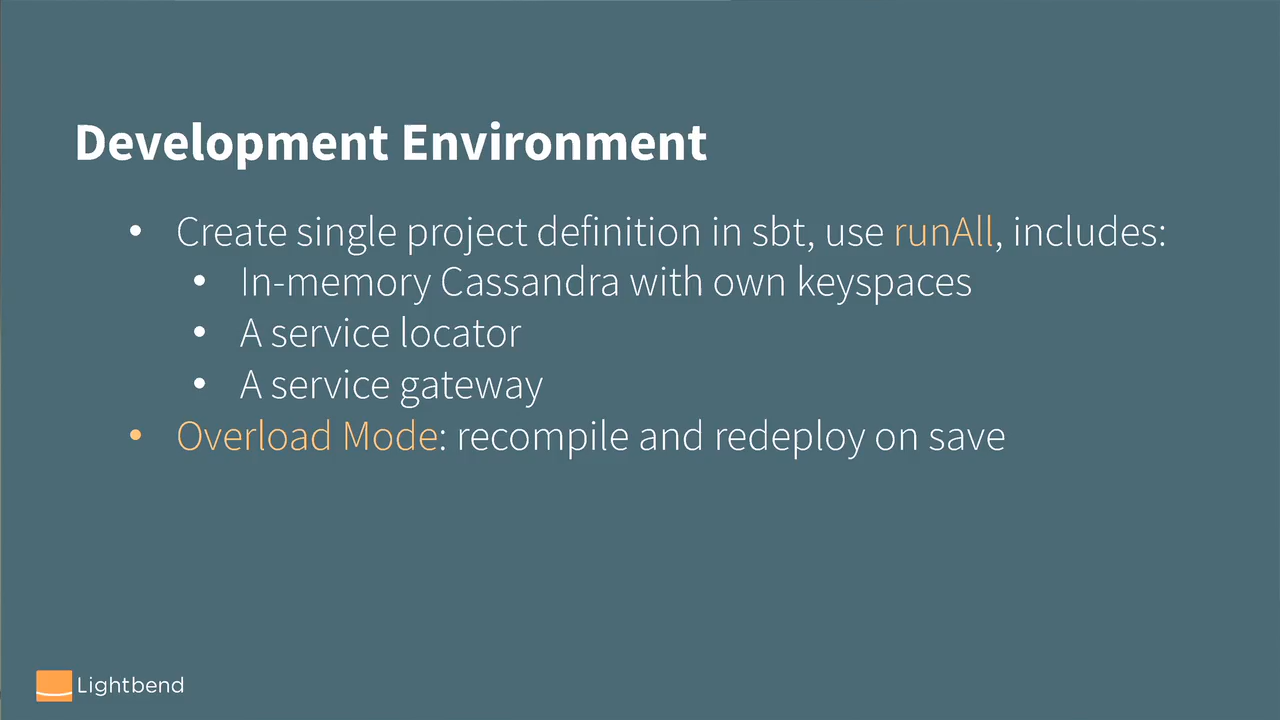 Development Environment
• Create single project definition in sbt, use runAll, includes:
• In-memory Cassandra with own keyspaces
• A service locator
• A service gateway
• Overload Mode: recompile and redeploy on save
Lightbend